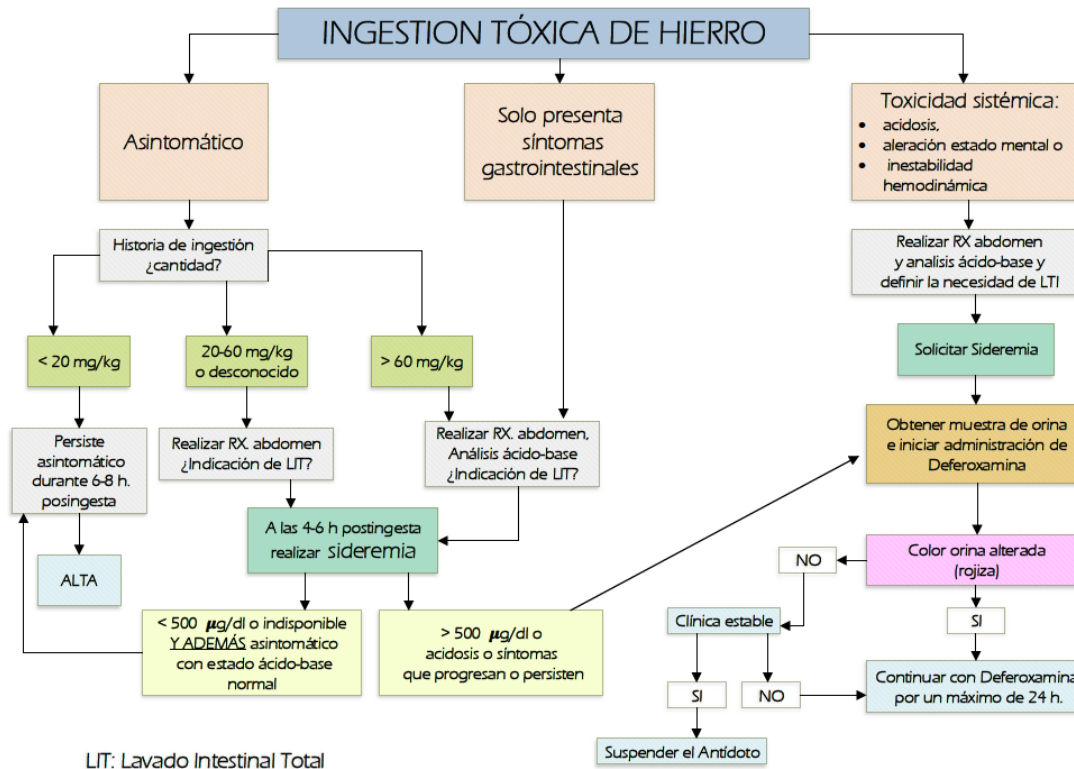 INGESTION TÓXICA DE HIERRO
Asintomático
Solo presenta
síntomas
gastrointestinales
Toxicidad sistémica:
• acidosis,
• aleración estado mental o
• inestabilidad
hemodinámica
Historia de ingestión
¿cantidad?
Realizar RX abdomen
y analisis ácido-base y
definir la necesidad de LTI
< 20 mg/kg
20-60 mg/kg
o desconocido
> 60 mg/kg
Solicitar Sideremia
Persiste
asintomático
durante 6-8 h.
posingesta
Realizar RX. abdomen
¿Indicación de LIT?
Realizar RX. abdomen,
Análisis ácido-base
¿Indicación de LIT?
Obtener muestra de orina
e iniciar administración de
Deferoxamina
A las 4-6 h postingesta
realizar sideremia
ALTA
NO
Color orina alterada
(rojiza)
< 500 μg/dl o indisponible
Y ADEMÁS asintomático
con estado ácido-base
normal
> 500 μg/dl o
acidosis o síntomas
que progresan o persisten
Clínica estable
SI
SI
NO
Continuar con Deferoxamina
por un máximo de 24 h.
Suspender el Antídoto
LIT: Lavado Intestinal Total